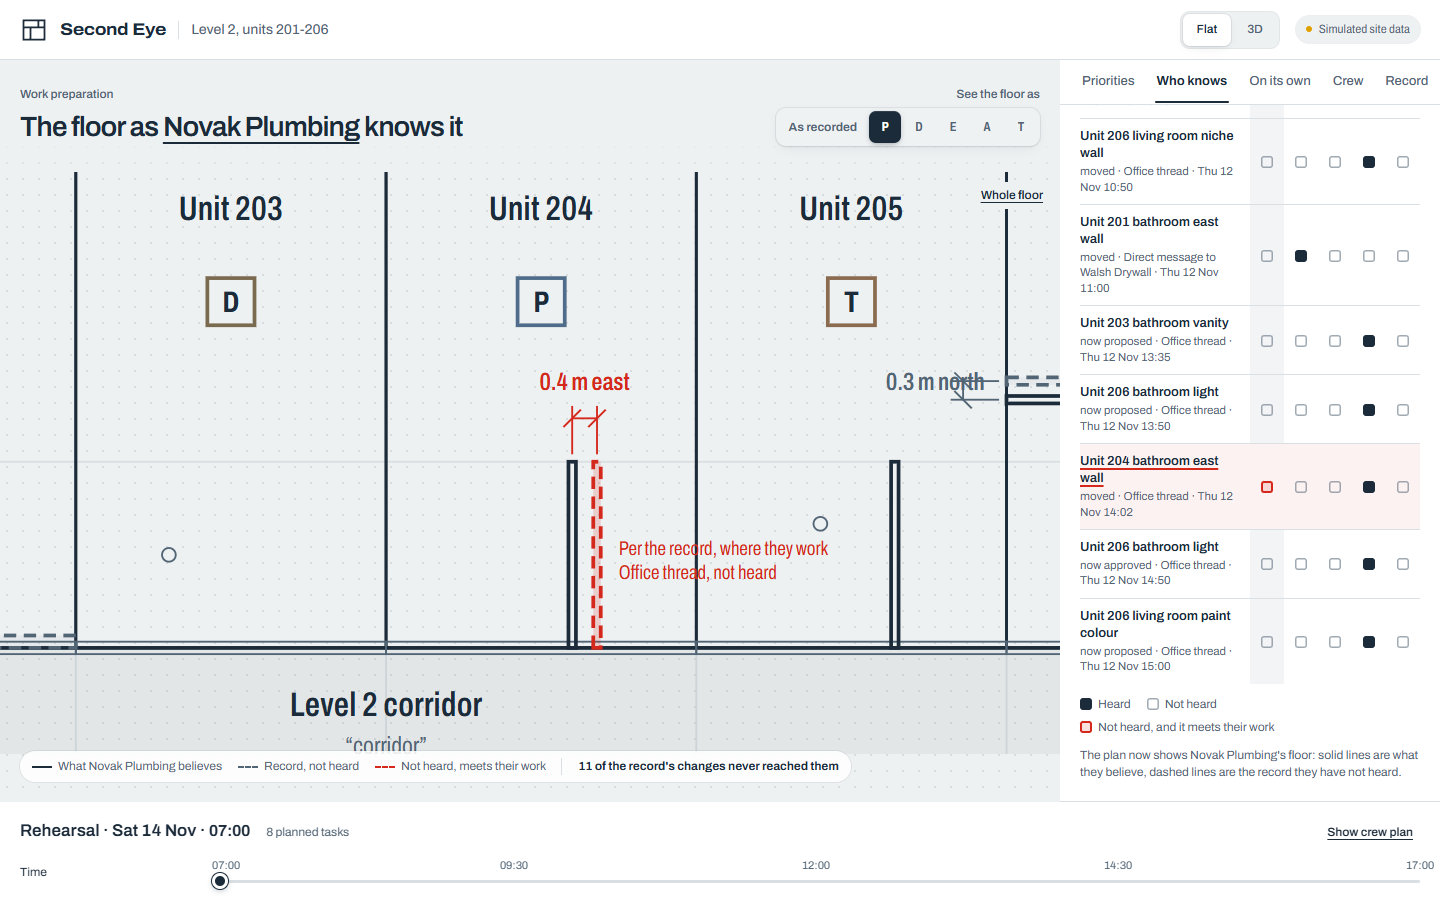 Second Eye
Level 2, units 201-206
Flat
3D
Simulated site data
Work preparation
The floor as Novak Plumbing knows it
See the floor as
As recorded
P
D
E
A
T
Whole floor
Unit 203
Unit 204
Unit 205
D
P
T
0.4 m east
0.3 m north
Per the record, where they work
Office thread, not heard
Level 2 corridor
“corridor”
What Novak Plumbing believes
Record, not heard
Not heard, meets their work
11 of the record's changes never reached them
Priorities
Who knows
On its own
Crew
Record
Unit 206 living room niche
wall
moved · Office thread · Thu 12
Nov 10:50
Unit 201 bathroom east
wall
moved · Direct message to
Walsh Drywall · Thu 12 Nov
11:00
Unit 203 bathroom vanity
now proposed · Office thread ·
Thu 12 Nov 13:35
Unit 206 bathroom light
now proposed · Office thread ·
Thu 12 Nov 13:50
Unit 204 bathroom east
wall
moved · Office thread · Thu 12
Nov 14:02
Unit 206 bathroom light
now approved · Office thread ·
Thu 12 Nov 14:50
Unit 206 living room paint
colour
now proposed · Office thread ·
Thu 12 Nov 15:00
Heard
Not heard
Not heard, and it meets their work
The plan now shows Novak Plumbing's floor: solid lines are what
they believe, dashed lines are the record they have not heard.
Rehearsal · Sat 14 Nov · 07:00
8 planned tasks
Show crew plan
Time
07:00
09:30
12:00
14:30
17:00